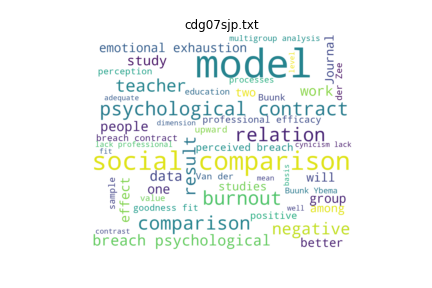 cdg07sjp.txt
multigroup analysis
emotional exhaustion
study
model
Journal
level
der Zee
perception
processes
teacher
education
two
work
adequate
Buunk
psychological contract
dimension
professional efficacy
people
upward
relation
breach contract
cynicism lack
lack professional
result
perceived breach
fit
social comparison
basis
data
Van der
will
sample
one
studies
mean
effect
burnout
Buunk Ybema
group
value
well
among
goodness fit
positive
comparison
negative
contrast
breach psychological
better